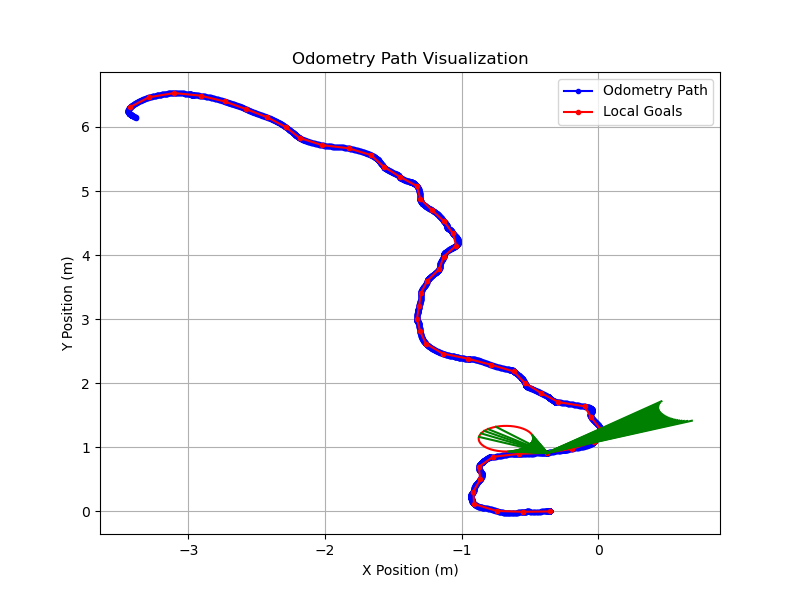 Odometry Path Visualization
Odometry Path
Local Goals
Y Position (m)
6
5
4
3
2
1
0
−3
−2
−1
0
X Position (m)